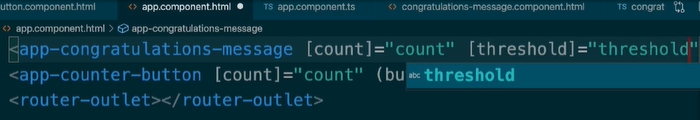 utton.component.html app.component.html app.component.ts congratulations-message.component.html TS congrat
app.component.html > app-congratulations-message
<app-congratulations-message [count]="count" [threshold]="threshold"
<app-counter-button [count]="count" (bu
abc threshold
<router-outlet></router-outlet>